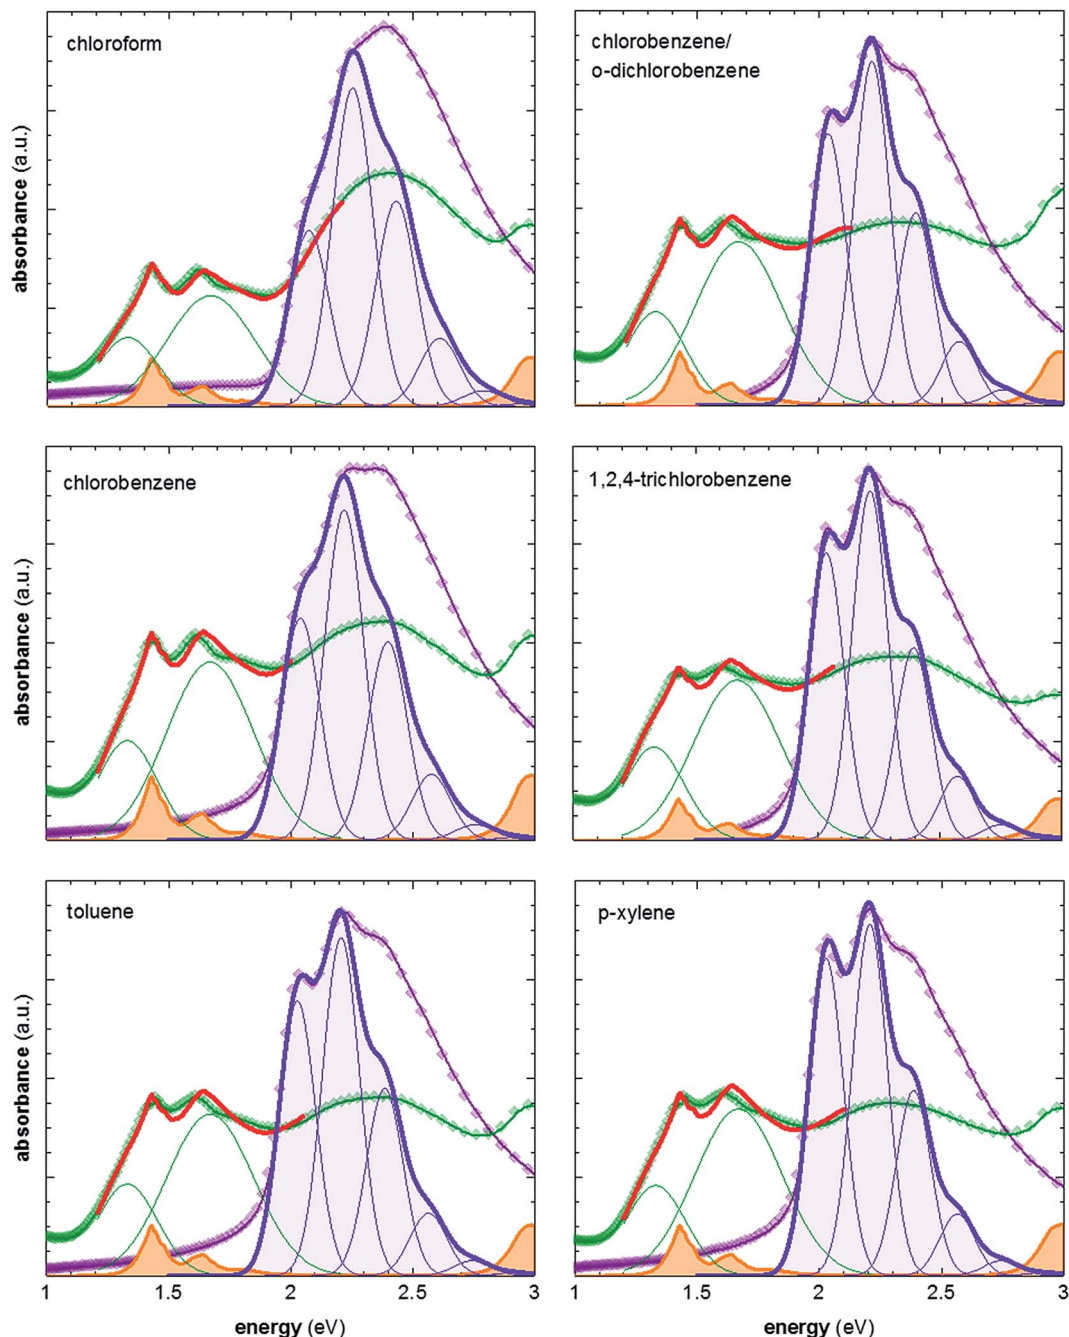 chloroform
chlorobenzene/
o-dichlorobenzene
absorbance (a.u.)
chlorobenzene
1,2,4-trichlorobenzene
absorbance (a.u.)
toluene
p-xylene
absorbance (a.u.)
1 1.5 2 2.5 3
1 1.5 2 2.5 3
energy (eV)
energy (eV)